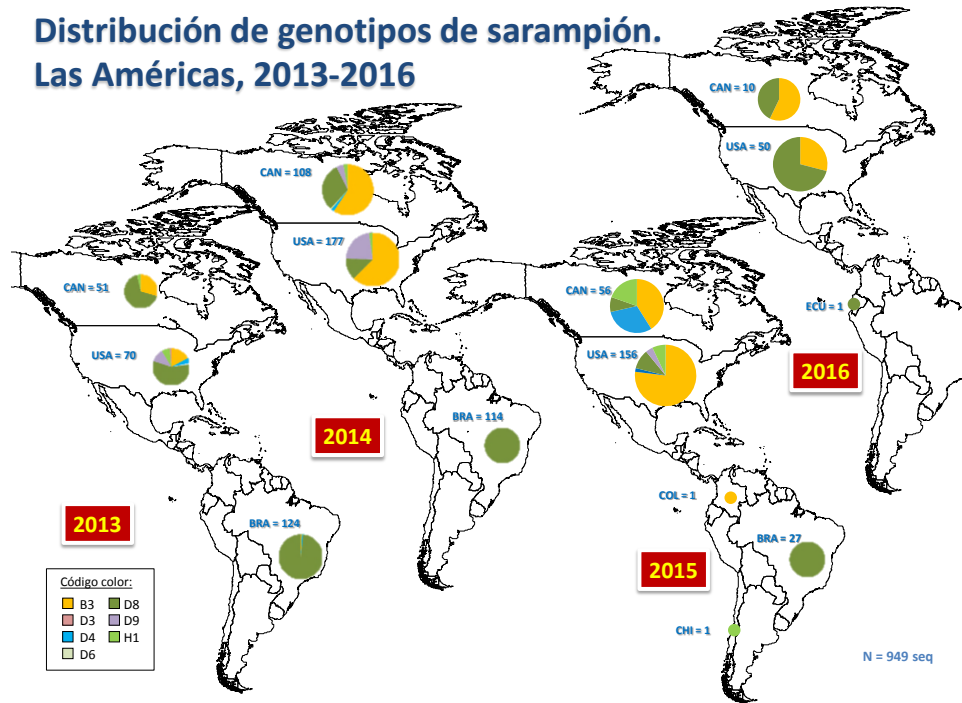 Distribución de genotipos de sarampión.
Las Américas, 2013-2016
CAN = 51
USA = 70
BRA = 124
2013
CAN = 108
USA = 177
BRA = 114
2014
CAN = 56
USA = 156
COL = 1
BRA = 27
CHI = 1
2015
CAN = 10
USA = 50
ECU = 1
2016
Código color:
B3 D8
D3 D9
D4 H1
D6
N = 949 seq